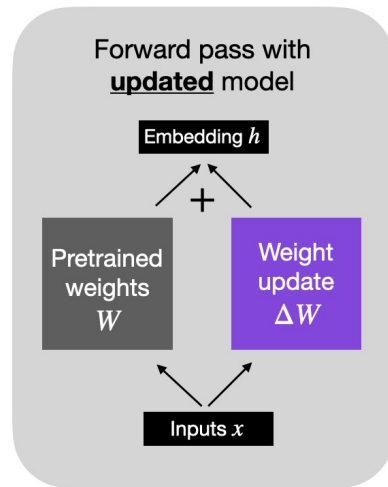 Forward pass with
updated model
Embedding h
+
Pretrained
weights
W
Weight
update
ΔW
Inputs x